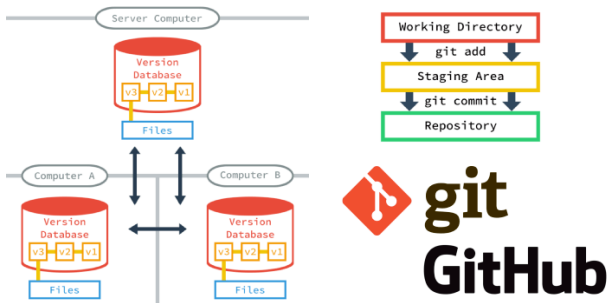 Server Computer
Version
Database
v3 v2 v1
Files
Computer A
Version
Database
v3 v2 v1
Files
Computer B
Version
Database
v3 v2 v1
Files
Working Directory
git add
Staging Area
git commit
Repository
git
GitHub